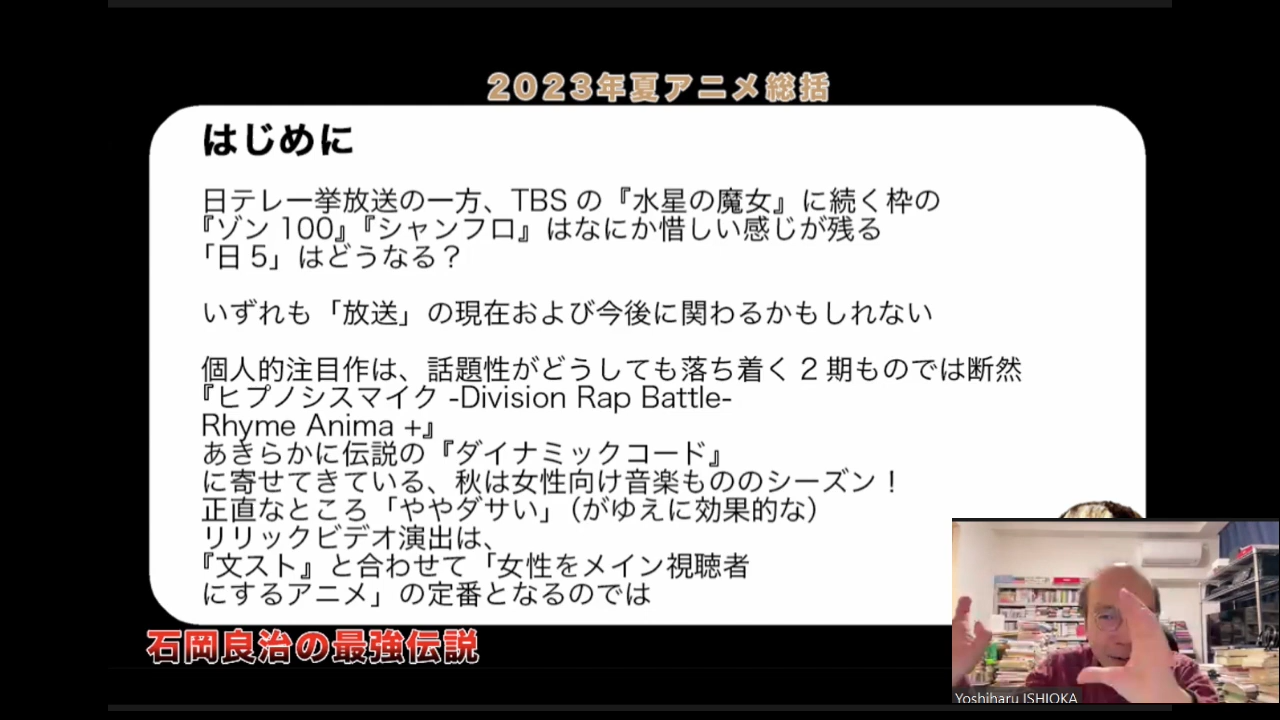 2023年夏アニメ総括
はじめに
日テレ一挙放送の一方、TBSの『水星の魔女』に続く枠の
『ゾン100』『シャンフロ』はなにか惜しい感じが残る
「日5」はどうなる？
いずれも「放送」の現在および今後に関わるかもしれない
個人的注目作は、話題性がどうしても落ち着く2期ものでは断然
『ヒプノシスマイク -Division Rap Battle-
Rhyme Anima +』
あきらかに伝説の『ダイナミックコード』
に寄せてきている、秋は女性向け音楽もののシーズン！
正直なところ「ややダサい」（がゆえに効果的な）
リリックビデオ演出は、
『文スト』と合わせて「女性をメイン視聴者
にするアニメ」の定番となるのでは
石岡良治の最強伝説
Yoshiharu ISHIOKA